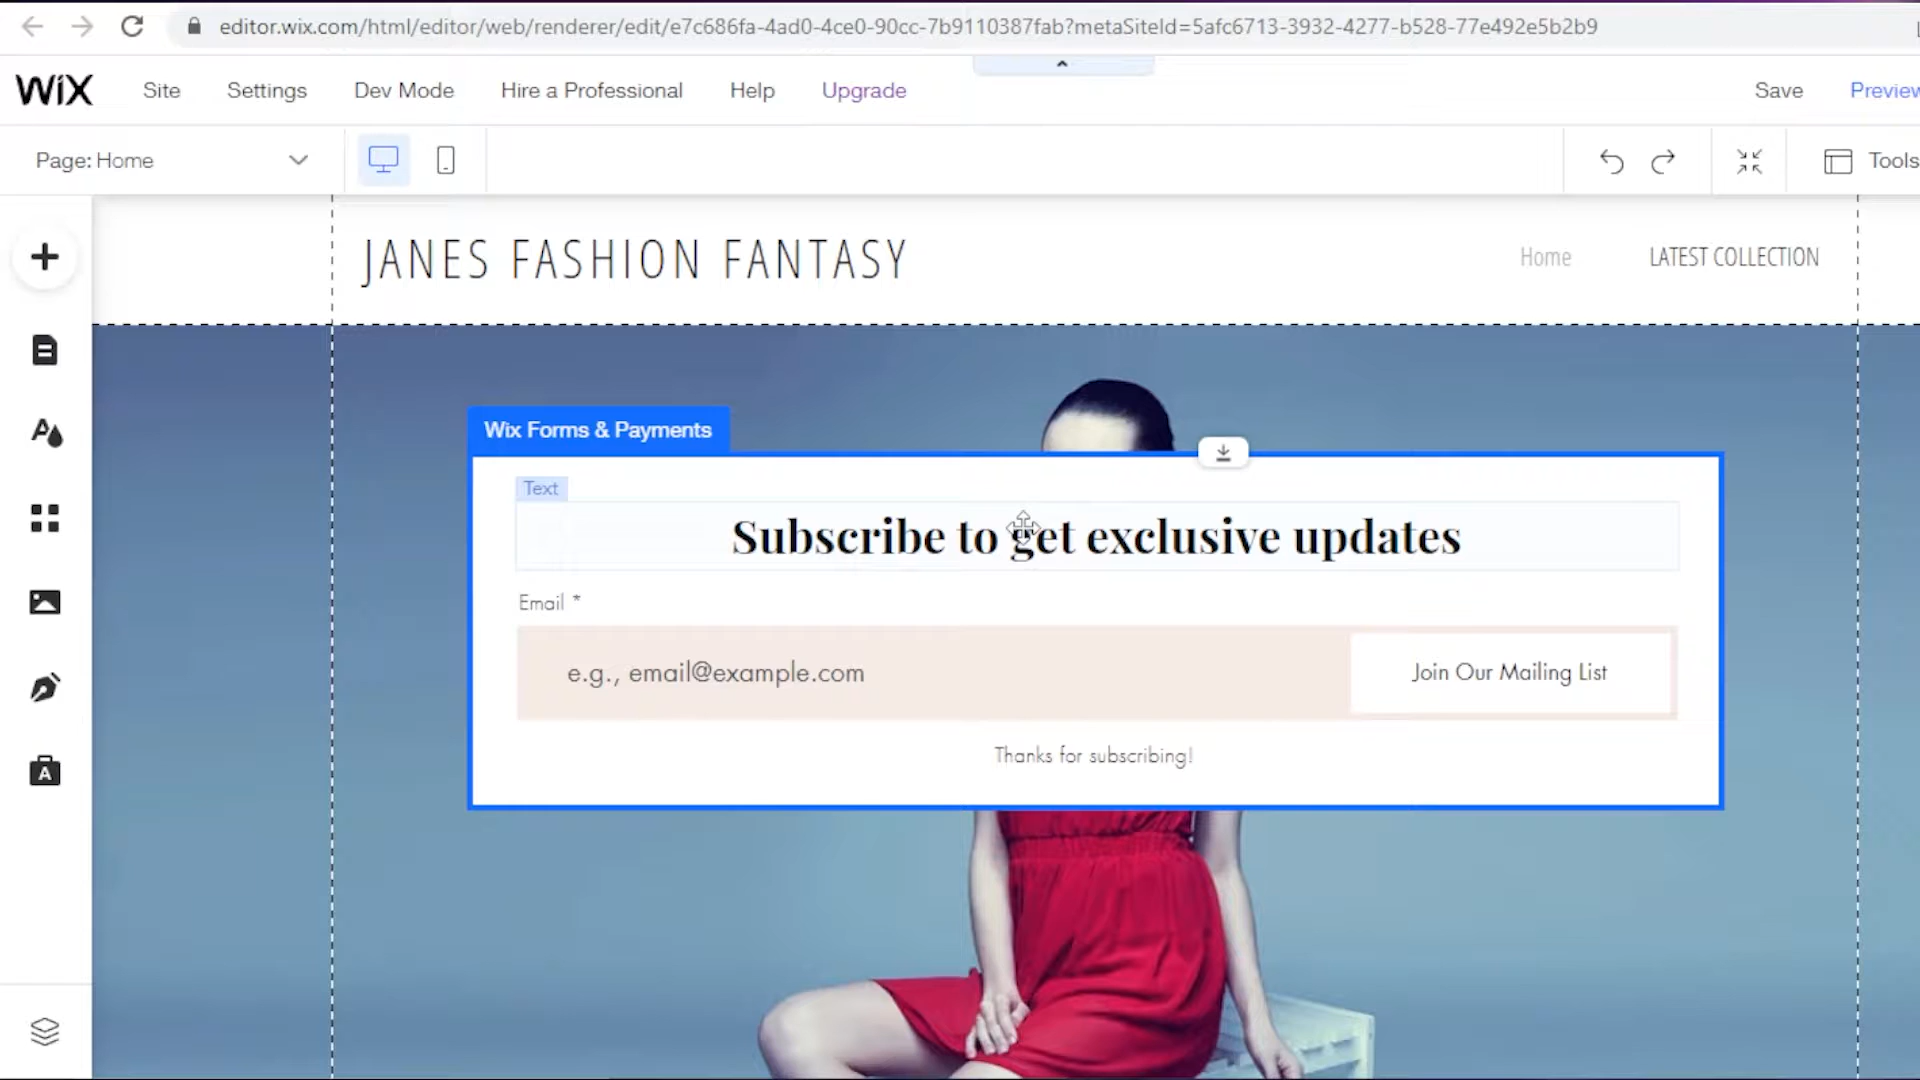 editor.wix.com/html/editor/web/renderer/edit/e7c686fa-4ad0-4ce0-90cc-7b9110387fab?metaSiteId=5afc6713-3932-4277-b528-77e492e5b2b9
WiX Site Settings Dev Mode Hire a Professional Help Upgrade Save Preview
Page: Home Tools
JANES FASHION FANTASY Home LATEST COLLECTION
Wix Forms & Payments
Text
Subscribe to get exclusive updates
Email *
e.g., email@example.com Join Our Mailing List
Thanks for subscribing!